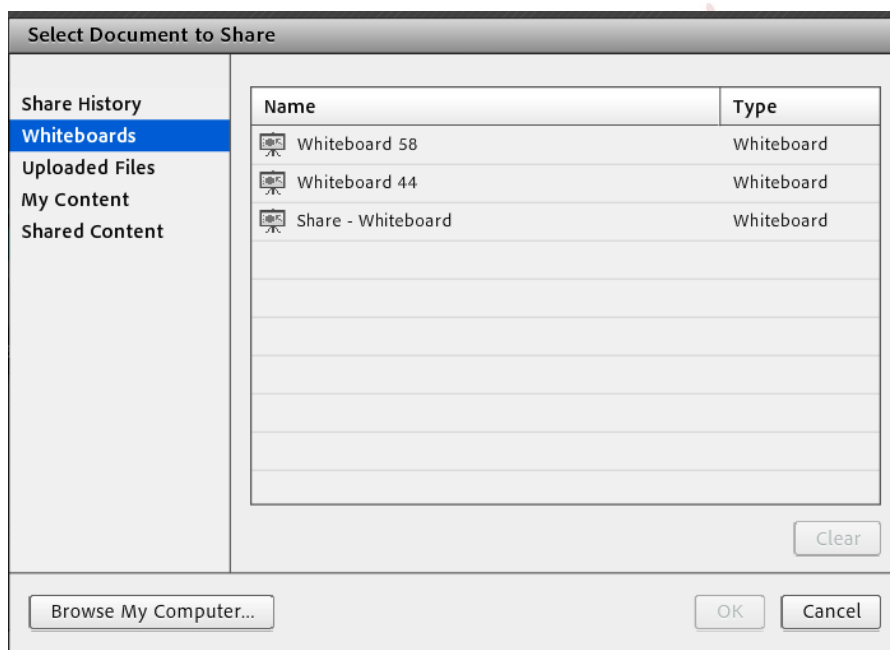 Select Document to Share
Share History
Whiteboards
Uploaded Files
My Content
Shared Content
Name Type
Whiteboard 58 Whiteboard
Whiteboard 44 Whiteboard
Share - Whiteboard Whiteboard
Clear
Browse My Computer... OK Cancel